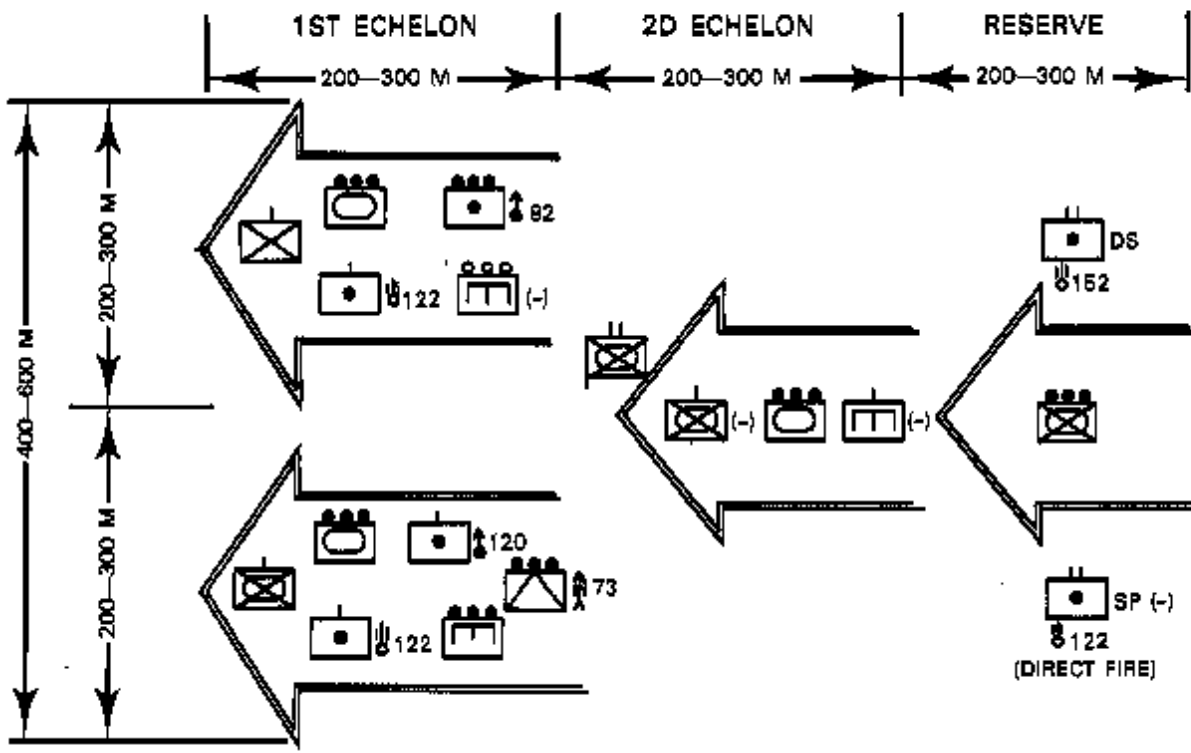 1ST ECHELON
2D ECHELON
RESERVE
200—300 M
200—300 M
200—300 M
400—600 M
200—300 M
200—300 M
82
122
(-)
120
73
122
(-)
(-)
DS
152
SP (-)
122
(DIRECT FIRE)